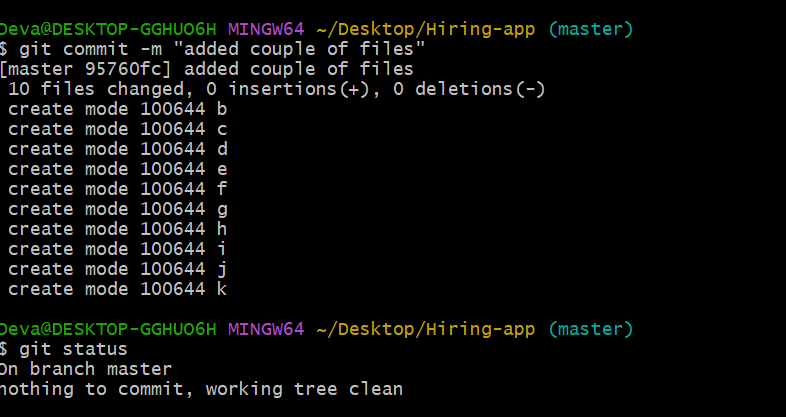 Deva@DESKTOP-GGHUO6H MINGW64 ~/Desktop/Hiring-app (master)
$ git commit -m "added couple of files"
[master 95760fc] added couple of files
 10 files changed, 0 insertions(+), 0 deletions(-)
 create mode 100644 b
 create mode 100644 c
 create mode 100644 d
 create mode 100644 e
 create mode 100644 f
 create mode 100644 g
 create mode 100644 h
 create mode 100644 i
 create mode 100644 j
 create mode 100644 k
Deva@DESKTOP-GGHUO6H MINGW64 ~/Desktop/Hiring-app (master)
$ git status
On branch master
nothing to commit, working tree clean